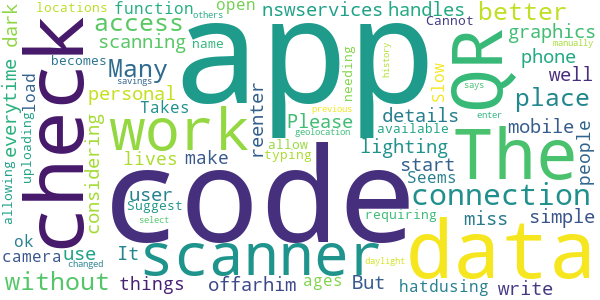 locations
function
open
nswservices
handles
better
others
becomes
dark
access
Cannot
scanning
name
history
graphics
Many
savings
phone
everytime
load
personal
app
QR
well
needing
Slow
check
Takes
Please
details
place
uploading
work
reenter
geolocation
available
mobile
people
considering
lives
make
allow
typing
lighting
says
The
manually
code
start
enter
allowing
user
Suggest
previous
connection
ok
It
select
requiring
miss
simple
camera
use
scanner
changed
daylight
data
without
things
offarhim
ages
But
hatdusing
write